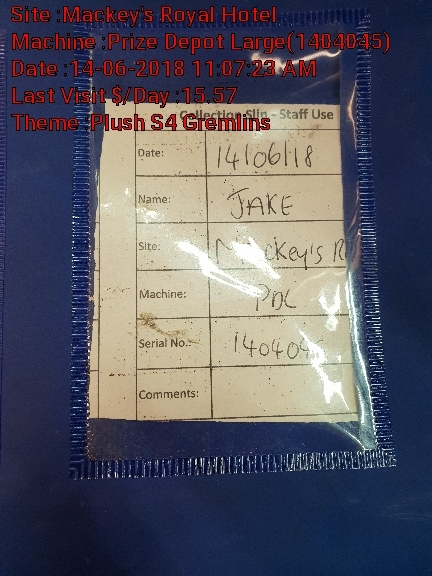 Site :Mackey's Royal Hotel
Machine :Prize Depot Large(1404045)
Date :14-06-2018 11:07:23 AM
Last Visit $/Day :15.57
Theme :Plush S4 Gremlins
Collection Slip - Staff Use
Date: 14/06/18
Name: JAKE
Site: Mackey's R
Machine: PDL
Serial No.: 140404
Comments: